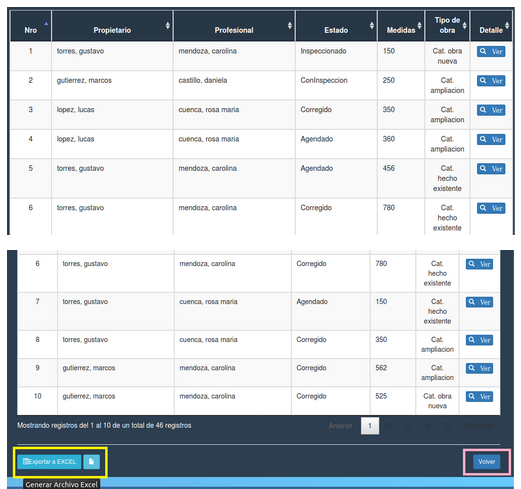 Nro Propietario Profesional Estado Medidas Tipo de obra Detalle
1 torres, gustavo mendoza, carolina Inspeccionado 150 Cat. obra nueva Ver
2 gutierrez, marcos castillo, daniela ConInspeccion 250 Cat. ampliacion Ver
3 lopez, lucas cuenca, rosa maria Corregido 350 Cat. ampliacion Ver
4 lopez, lucas cuenca, rosa maria Agendado 360 Cat. ampliacion Ver
5 torres, gustavo mendoza, carolina Agendado 456 Cat. hecho existente Ver
6 torres, gustavo mendoza, carolina Corregido 780 Cat. hecho existente Ver
6 torres, gustavo mendoza, carolina Corregido 780 Cat. hecho existente Ver
7 torres, gustavo cuenca, rosa maria Agendado 150 Cat. hecho existente Ver
8 torres, gustavo cuenca, rosa maria Corregido 350 Cat. ampliacion Ver
9 gutierrez, marcos mendoza, carolina Corregido 562 Cat. ampliacion Ver
10 gutierrez, marcos mendoza, carolina Corregido 525 Cat. obra nueva Ver
Mostrando registros del 1 al 10 de un total de 46 registros Anterior 1
Exportar a EXCEL Volver
Generar Archivo Excel